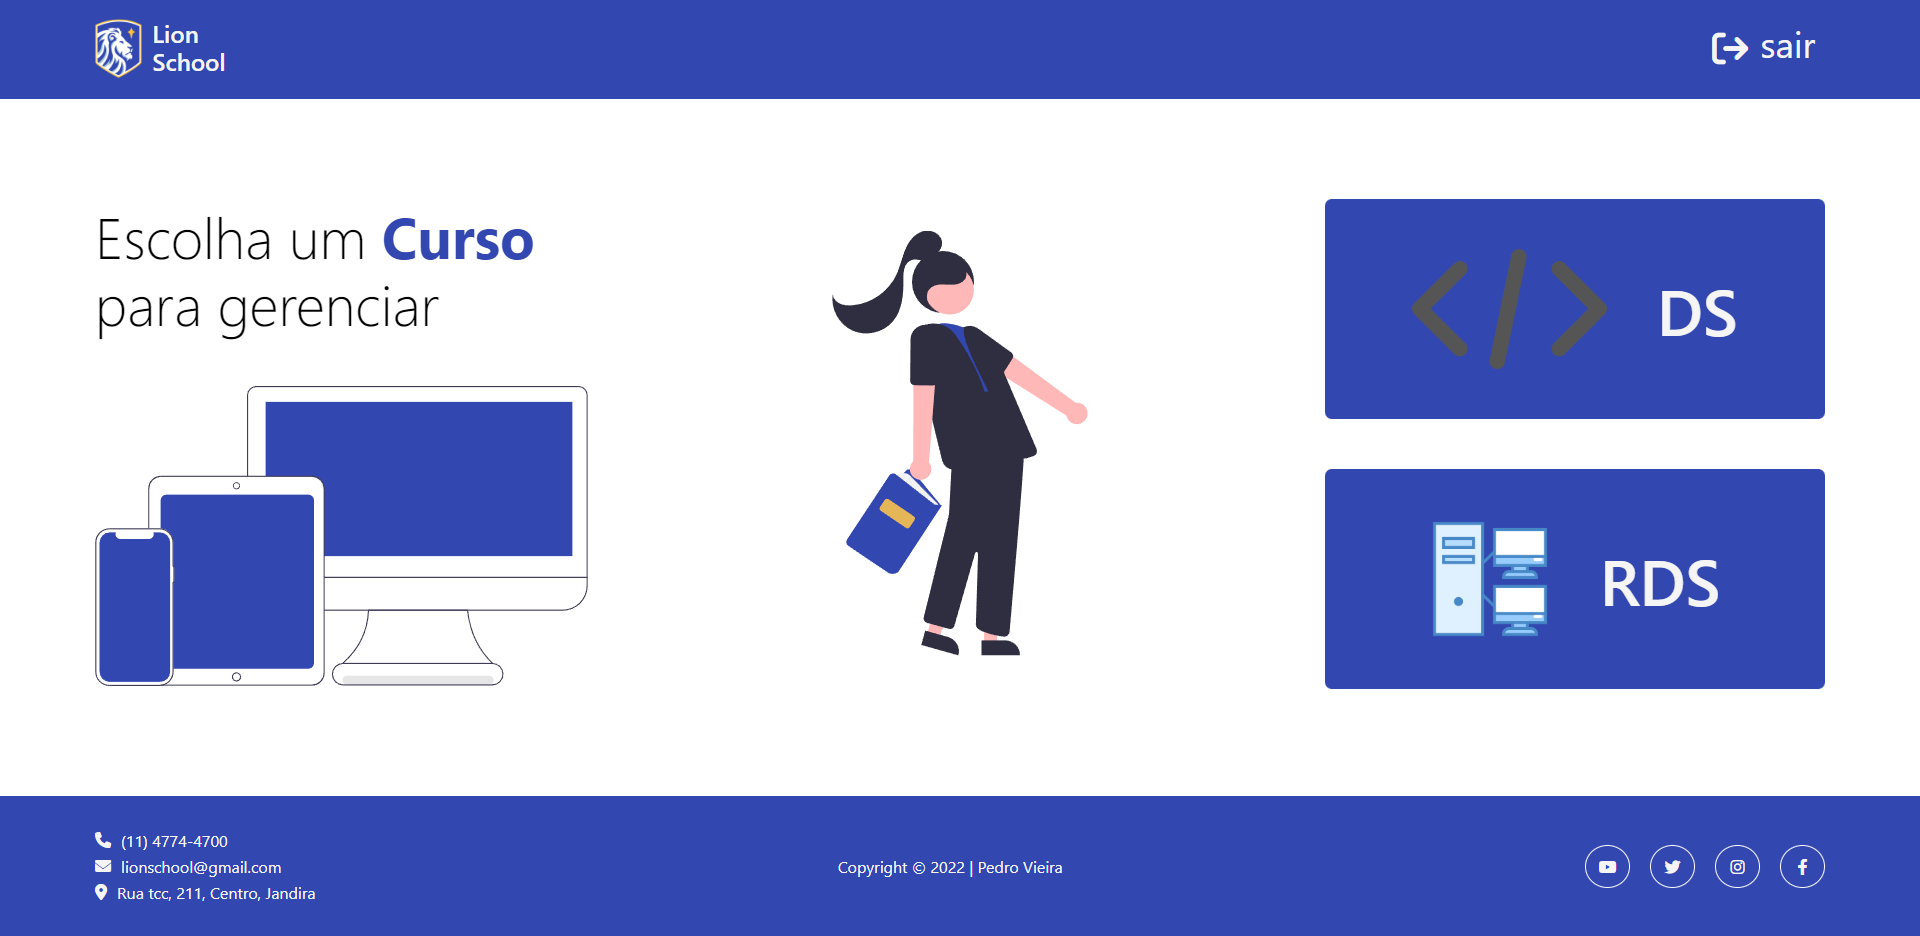 Lion
School
sair
Escolha um Curso
para gerenciar
DS
RDS
(11) 4774-4700
lionschool@gmail.com
Rua tcc, 211, Centro, Jandira
Copyright © 2022 | Pedro Vieira